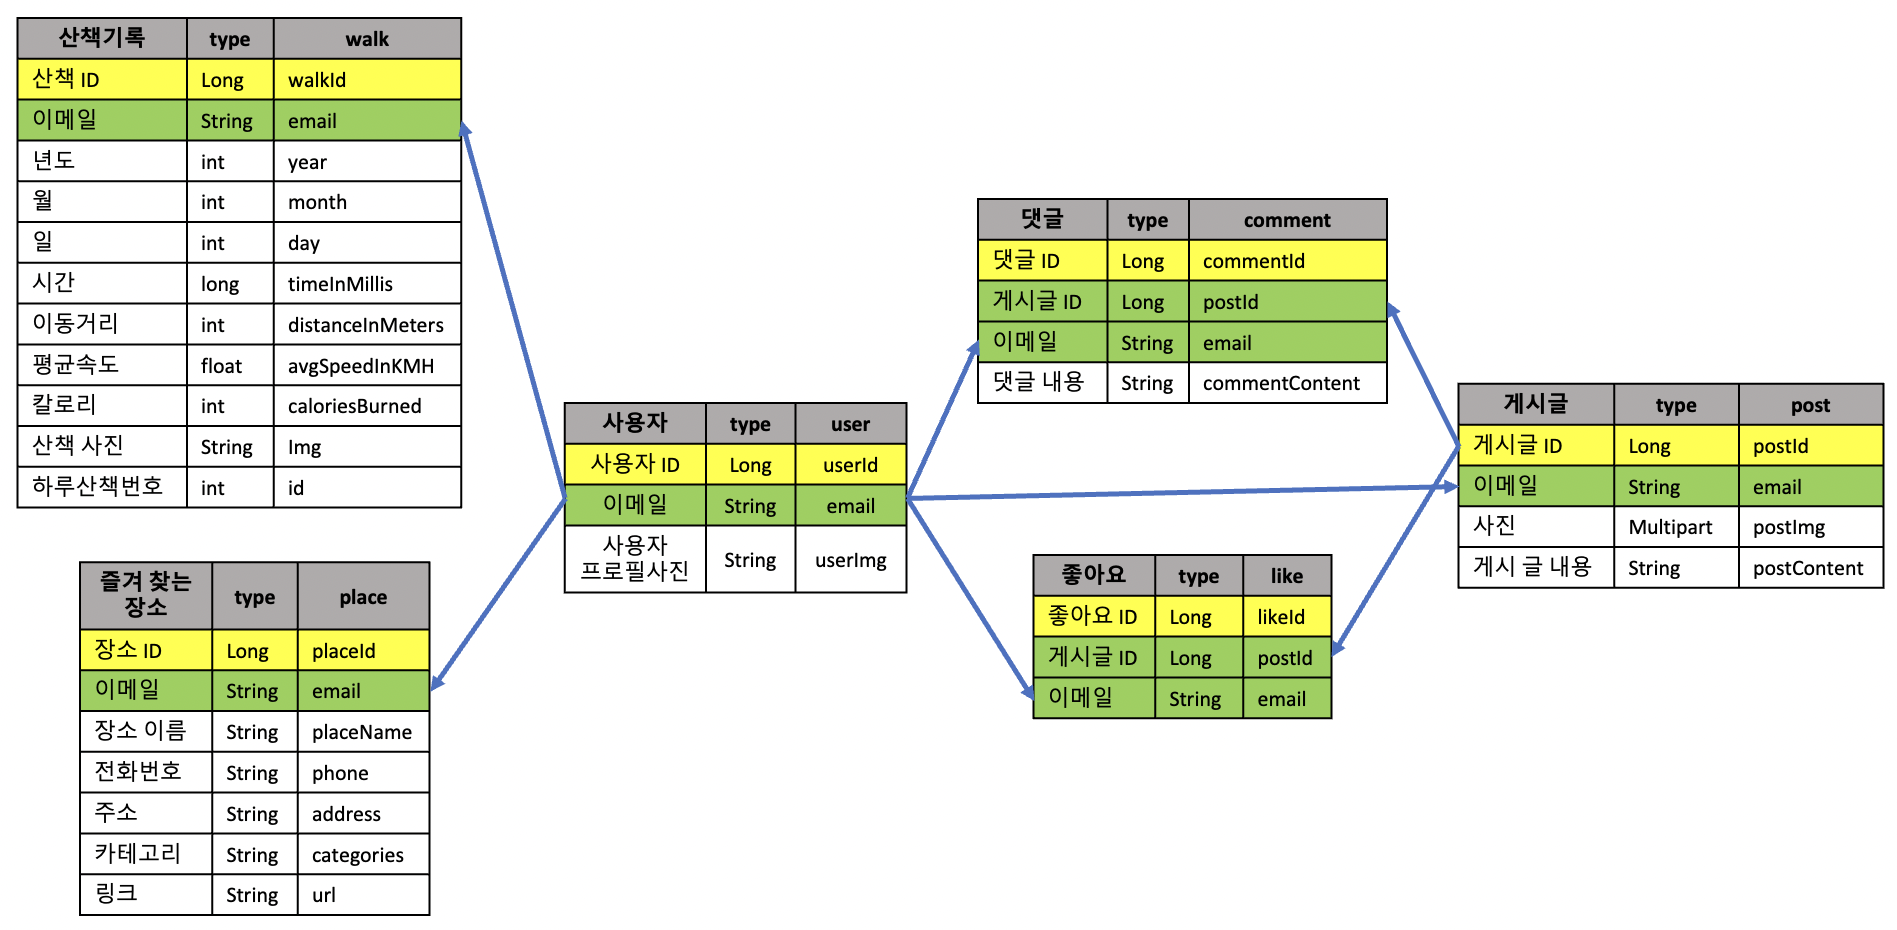 산책기록 type walk
산책 ID Long walkId
이메일 String email
년도 int year
월 int month
일 int day
시간 long timeInMillis
이동거리 int distanceInMeters
평균속도 float avgSpeedInKMH
칼로리 int caloriesBurned
산책 사진 String Img
하루산책번호 int id
즐겨 찾는
장소 type place
장소 ID Long placeId
이메일 String email
장소 이름 String placeName
전화번호 String phone
주소 String address
카테고리 String categories
링크 String url
사용자 type user
사용자 ID Long userId
이메일 String email
사용자
프로필사진 String userImg
댓글 type comment
댓글 ID Long commentId
게시글 ID Long postId
이메일 String email
댓글 내용 String commentContent
좋아요 type like
좋아요 ID Long likeId
게시글 ID Long postId
이메일 String email
게시글 type post
게시글 ID Long postId
이메일 String email
사진 Multipart postImg
게시 글 내용 String postContent